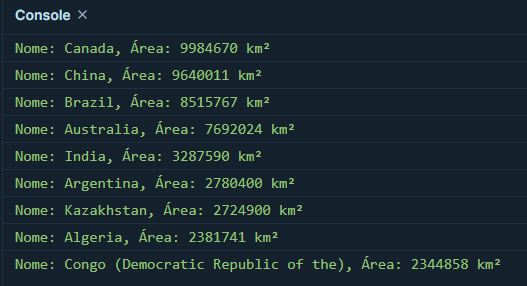 Console ×
Nome: Canada, Área: 9984670 km²
Nome: China, Área: 9640011 km²
Nome: Brazil, Área: 8515767 km²
Nome: Australia, Área: 7692024 km²
Nome: India, Área: 3287590 km²
Nome: Argentina, Área: 2780400 km²
Nome: Kazakhstan, Área: 2724900 km²
Nome: Algeria, Área: 2381741 km²
Nome: Congo (Democratic Republic of the), Área: 2344858 km²